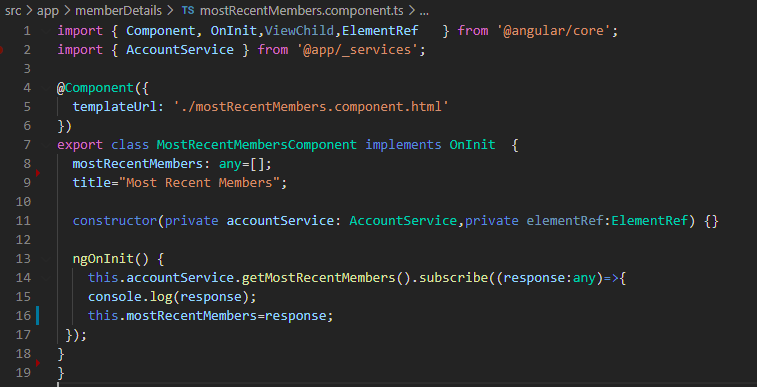 src > app > memberDetails > TS mostRecentMembers.component.ts > ...
1 import { Component, OnInit,ViewChild,ElementRef   } from '@angular/core';
2 import { AccountService } from '@app/_services';
3
4 @Component({
5   templateUrl: './mostRecentMembers.component.html'
6 })
7 export class MostRecentMembersComponent implements OnInit  {
8   mostRecentMembers: any=[];
9   title="Most Recent Members";
10
11   constructor(private accountService: AccountService,private elementRef:ElementRef) {}
12
13   ngOnInit() {
14     this.accountService.getMostRecentMembers().subscribe((response:any)=>{
15     console.log(response);
16     this.mostRecentMembers=response;
17  });
18 }
19 }